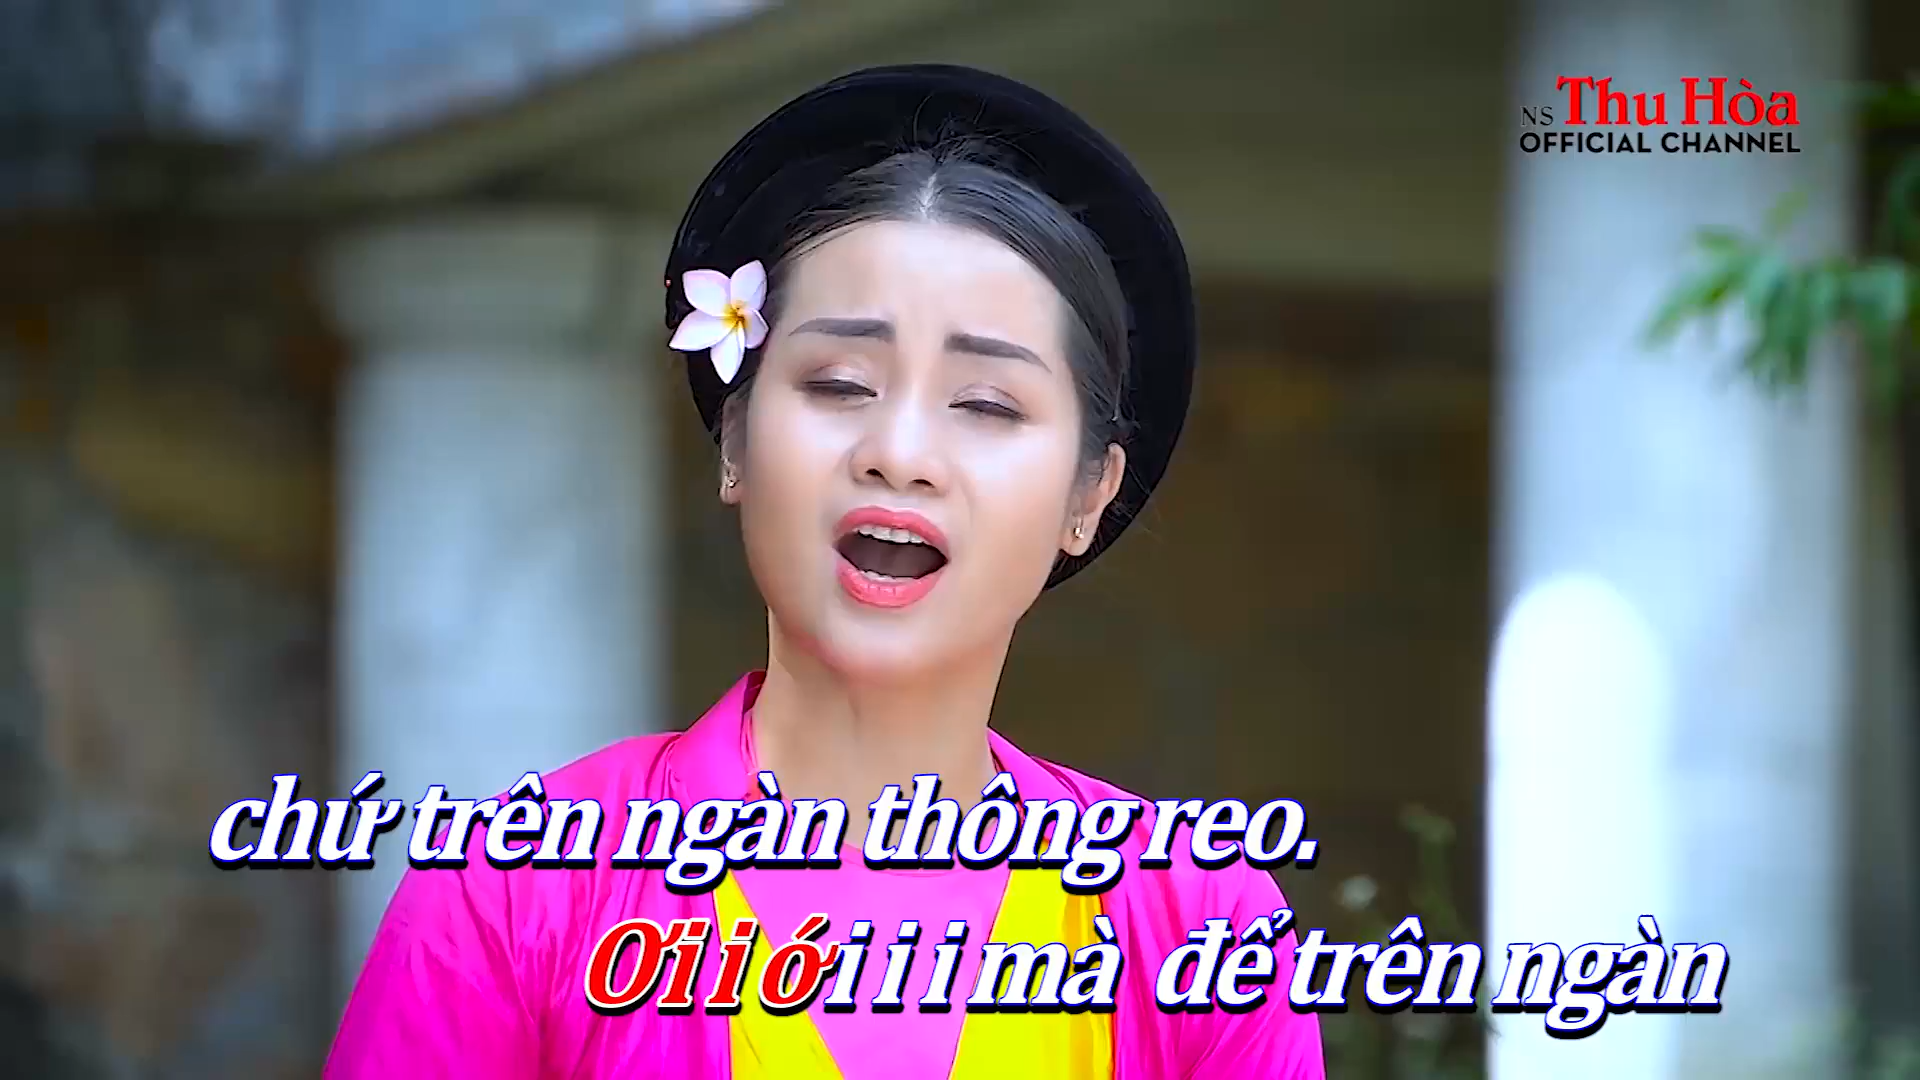 NS Thu Hòa
OFFICIAL CHANNEL
chứ trên ngàn thông reo.
Ơi i ới i i i mà để trên ngàn